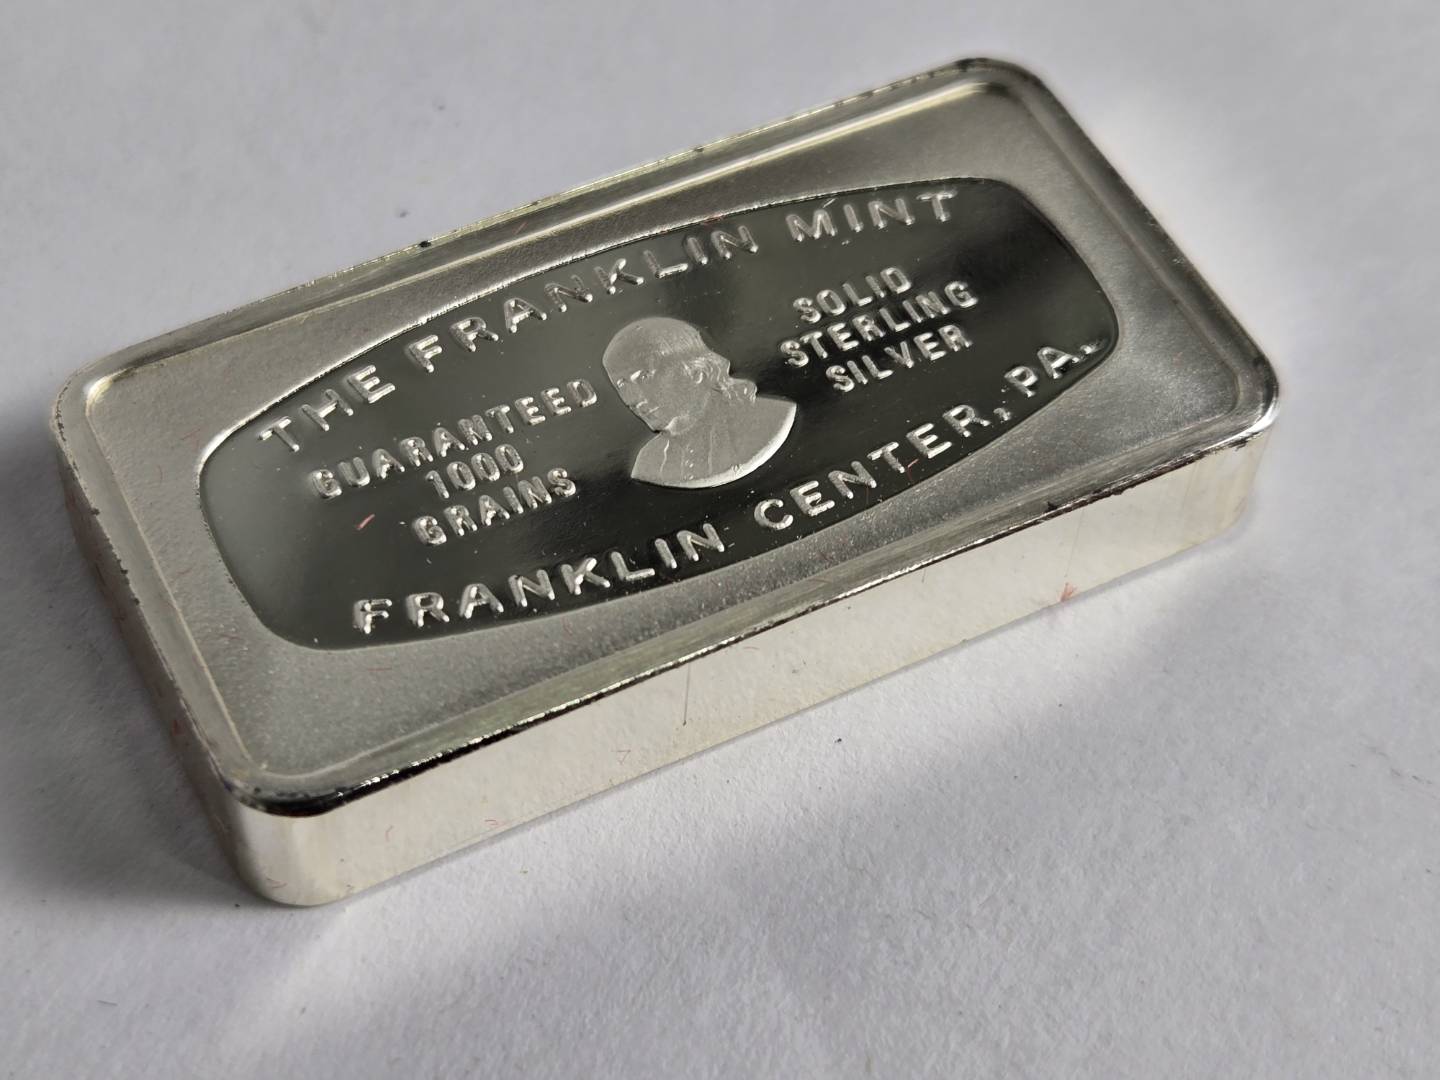 THE FRANKLIN MINT
GUARANTEED
1000
GRAINS
SOLID
STERLING
SILVER
FRANKLIN CENTER, PA.